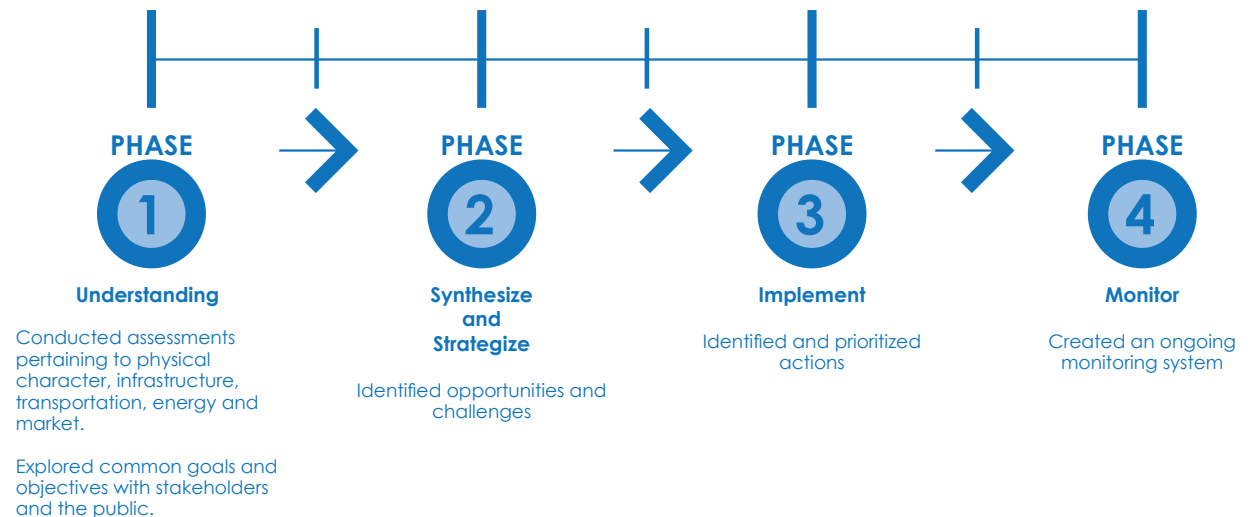 PHASE
1
Understanding
Conducted assessments
pertaining to physical
character, infrastructure,
transportation, energy and
market.
Explored common goals and
objectives with stakeholders
and the public.
PHASE
2
Synthesize
and
Strategize
Identified opportunities and
challenges
PHASE
3
Implement
Identified and prioritized
actions
PHASE
4
Monitor
Created an ongoing
monitoring system